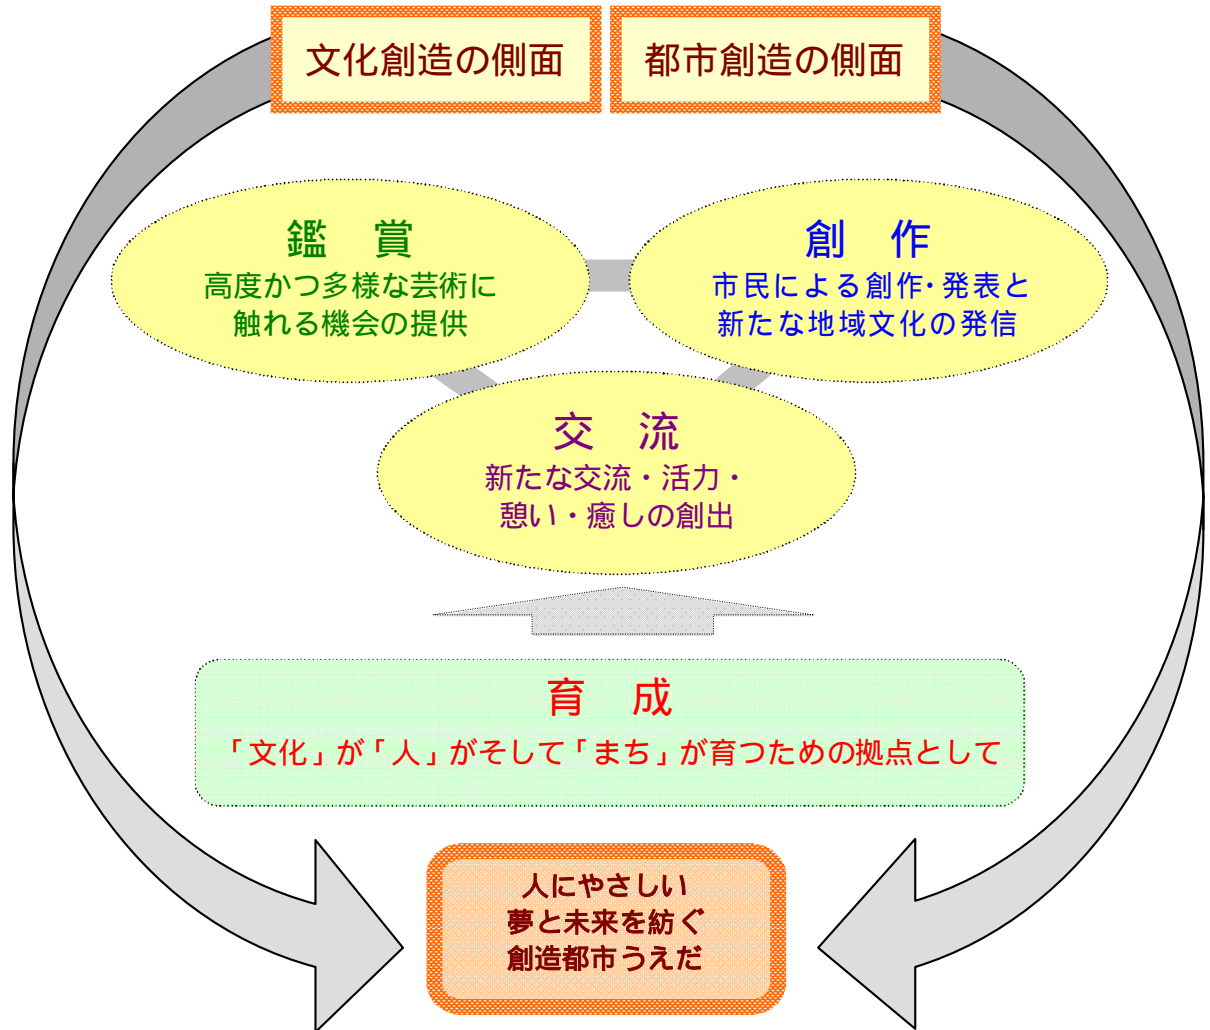 文化創造の側面
都市創造の側面
鑑　賞
高度かつ多様な芸術に
触れる機会の提供
創　作
市民による創作・発表と
新たな地域文化の発信
交　流
新たな交流・活力・
憩い・癒しの創出
育　成
「文化」が「人」がそして「まち」が育つための拠点として
人にやさしい
夢と未来を紡ぐ
創造都市うえだ